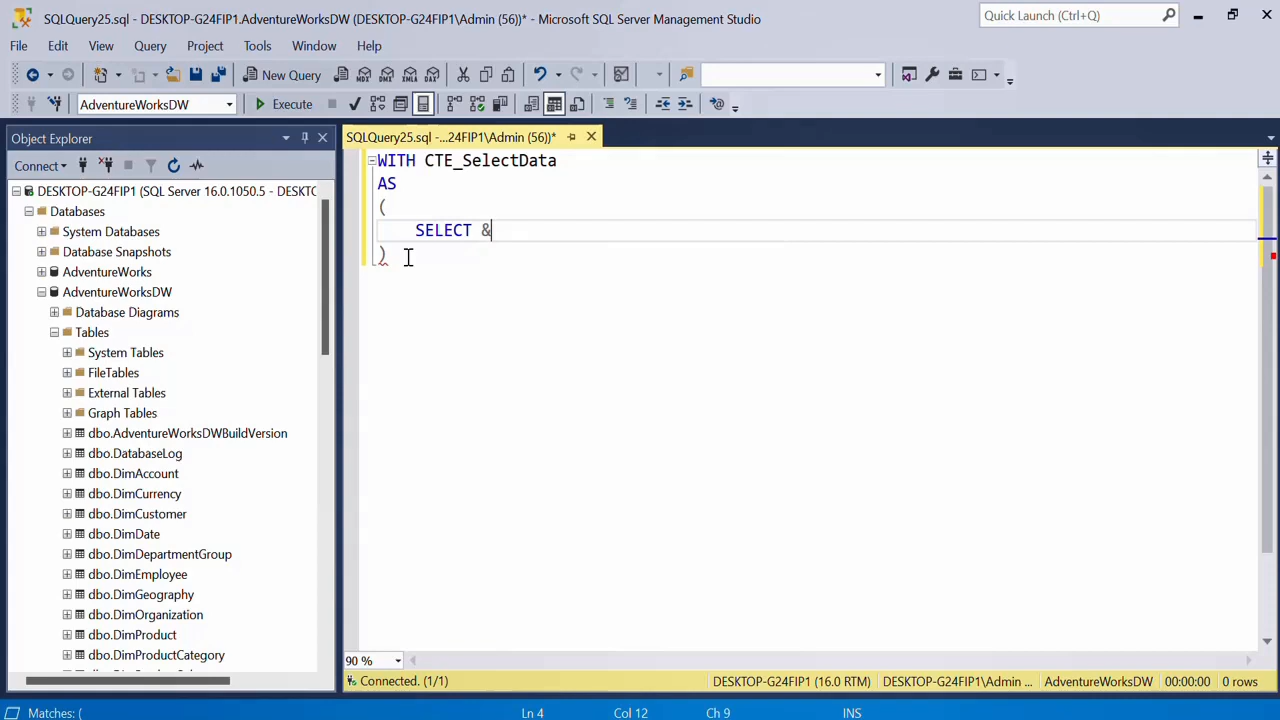 SQLQuery25.sql - DESKTOP-G24FIP1.AdventureWorksDW (DESKTOP-G24FIP1\Admin (56))* - Microsoft SQL Server Management Studio
Quick Launch (Ctrl+Q)
File Edit View Query Project Tools Window Help
New Query MDX DMX XMLA DAX
AdventureWorksDW Execute
Object Explorer
SQLQuery25.sql -...24FIP1\Admin (56))*
Connect
DESKTOP-G24FIP1 (SQL Server 16.0.1050.5 - DESKTC
Databases
System Databases
Database Snapshots
AdventureWorks
AdventureWorksDW
Database Diagrams
Tables
System Tables
FileTables
External Tables
Graph Tables
dbo.AdventureWorksDWBuildVersion
dbo.DatabaseLog
dbo.DimAccount
dbo.DimCurrency
dbo.DimCustomer
dbo.DimDate
dbo.DimDepartmentGroup
dbo.DimEmployee
dbo.DimGeography
dbo.DimOrganization
dbo.DimProduct
dbo.DimProductCategory
WITH CTE_SelectData
AS
(
SELECT &
)
90 %
Connected. (1/1)
DESKTOP-G24FIP1 (16.0 RTM) DESKTOP-G24FIP1\Admin ... AdventureWorksDW 00:00:00 0 rows
Matches: ( Ln 4 Col 12 Ch 9 INS